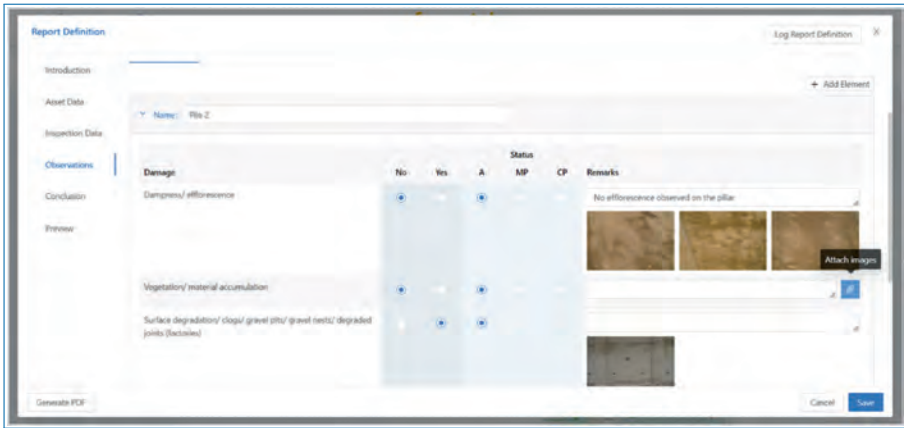 Report Definition
Log Report Definition
X
Introduction
Asset Data
Inspection Data
Observations
Conclusion
Preview
+ Add Element
Name:
Damage
No
Yes
Status
A
MP
CP
Remarks
Dampness/ efflorescence
No efflorescence observed on the pillar
Attach images
Vegetation/ material accumulation
Surface degradation/ clogs/ gravel pits/ gravel nests/ degraded
joints (factories)
Generate PDF
Cancel
Save